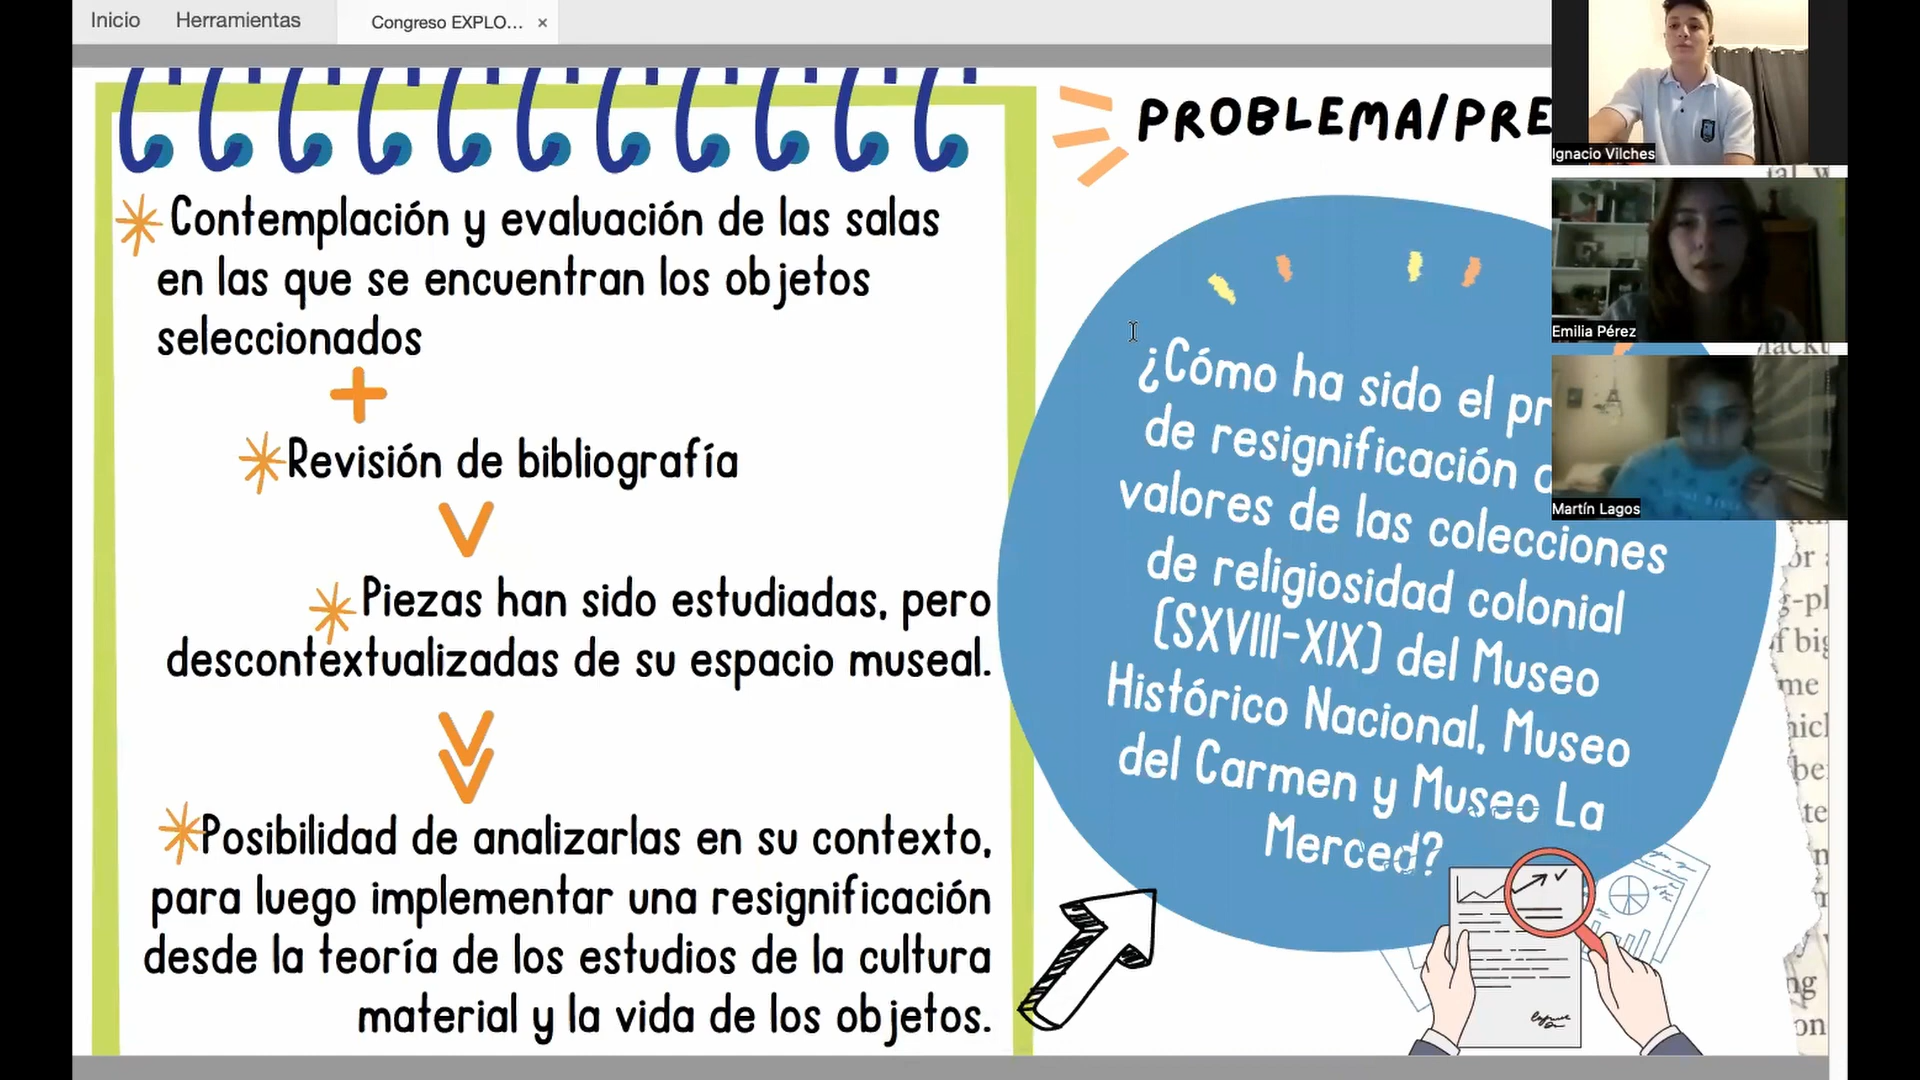 Inicio
Herramientas
Congreso EXPLO...
PROBLEMA/PRE
Contemplación y evaluación de las salas
en las que se encuentran los objetos
seleccionados
Revisión de bibliografía
Piezas han sido estudiadas, pero
descontextualizadas de su espacio museal.
Posibilidad de analizarlas en su contexto,
para luego implementar una resignificación
desde la teoría de los estudios de la cultura
material y la vida de los objetos.
¿Cómo ha sido el pr
de resignificación
valores de las colecciones
de religiosidad colonial
(SXVIII-XIX) del Museo
Histórico Nacional, Museo
del Carmen y Museo La
Merced?
Ignacio Vilches
Emilia Pérez
Martín Lagos